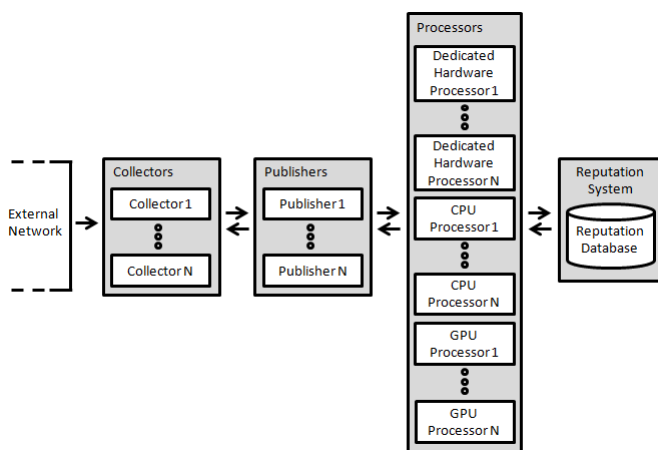 External
Network
Collectors
Collector 1
Collector N
Publishers
Publisher 1
Publisher N
Processors
Dedicated
Hardware
Processor 1
Dedicated
Hardware
Processor N
CPU
Processor 1
CPU
Processor N
GPU
Processor 1
GPU
Processor N
Reputation
System
Reputation
Database